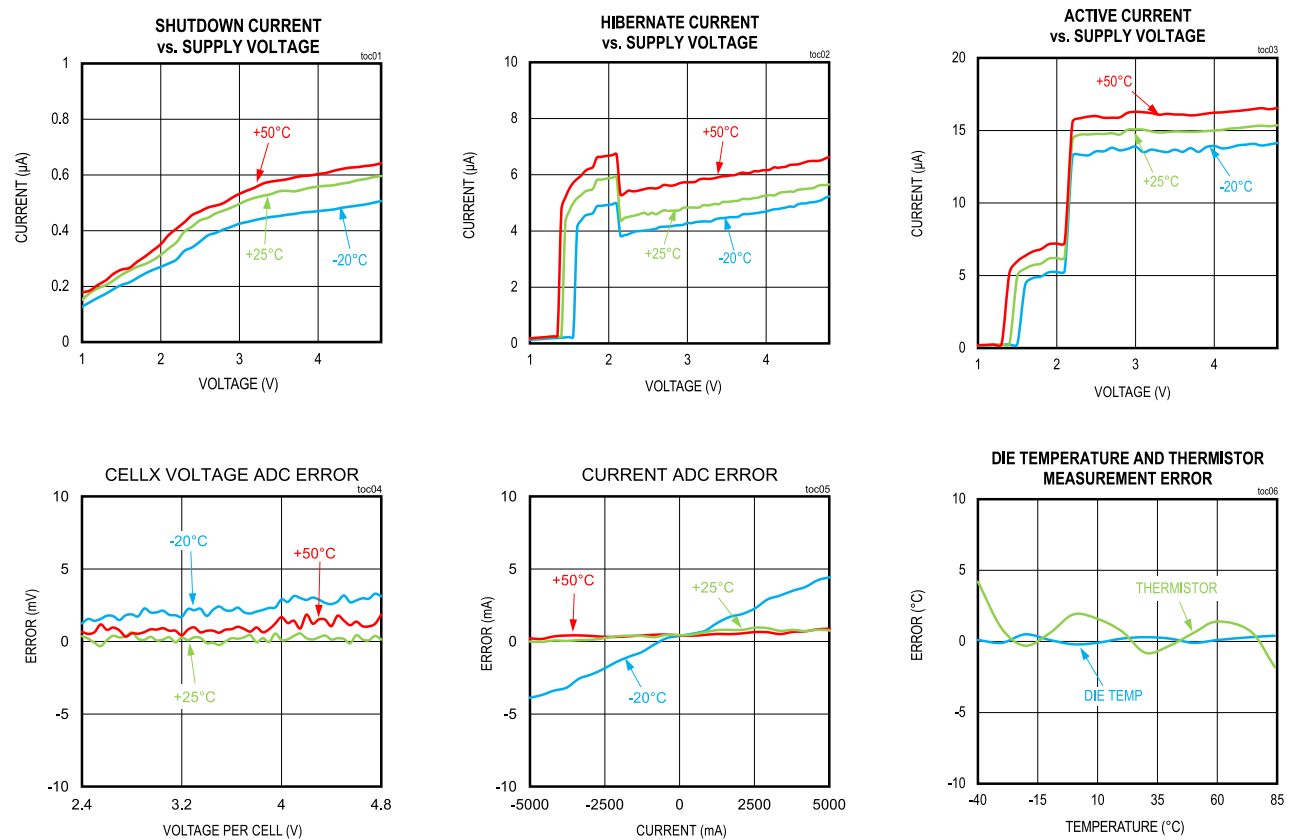 SHUTDOWN CURRENT
vs. SUPPLY VOLTAGE
toc01
1
0.8
0.6
0.4
0.2
0
CURRENT (µA)
+50°C
+25°C
-20°C
1 2 3 4
VOLTAGE (V)
HIBERNATE CURRENT
vs. SUPPLY VOLTAGE
toc02
10
8
6
4
2
0
CURRENT (µA)
+50°C
+25°C
-20°C
1 2 3 4
VOLTAGE (V)
ACTIVE CURRENT
vs. SUPPLY VOLTAGE
toc03
20
15
10
5
0
CURRENT (µA)
+50°C
+25°C
-20°C
1 2 3 4
VOLTAGE (V)
CELLX VOLTAGE ADC ERROR
toc04
10
5
0
-5
-10
ERROR (mV)
-20°C
+50°C
+25°C
2.4 3.2 4 4.8
VOLTAGE PER CELL (V)
CURRENT ADC ERROR
toc05
10
5
0
-5
-10
ERROR (mA)
+50°C
+25°C
-20°C
-5000 -2500 0 2500 5000
CURRENT (mA)
DIE TEMPERATURE AND THERMISTOR
MEASUREMENT ERROR
toc06
10
5
0
-5
-10
ERROR (°C)
THERMISTOR
DIE TEMP
-40 -15 10 35 60 85
TEMPERATURE (°C)